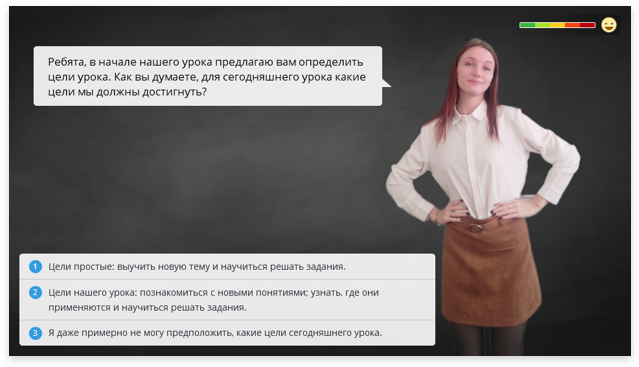 Ребята, в начале нашего урока предлагаю вам определить
цели урока. Как вы думаете, для сегодняшнего урока какие
цели мы должны достигнуть?
1 Цели простые: выучить новую тему и научиться решать задания.
2 Цели нашего урока: познакомиться с новыми понятиями; узнать, где они
применяются и научиться решать задания.
3 Я даже примерно не могу предположить, какие цели сегодняшнего урока.